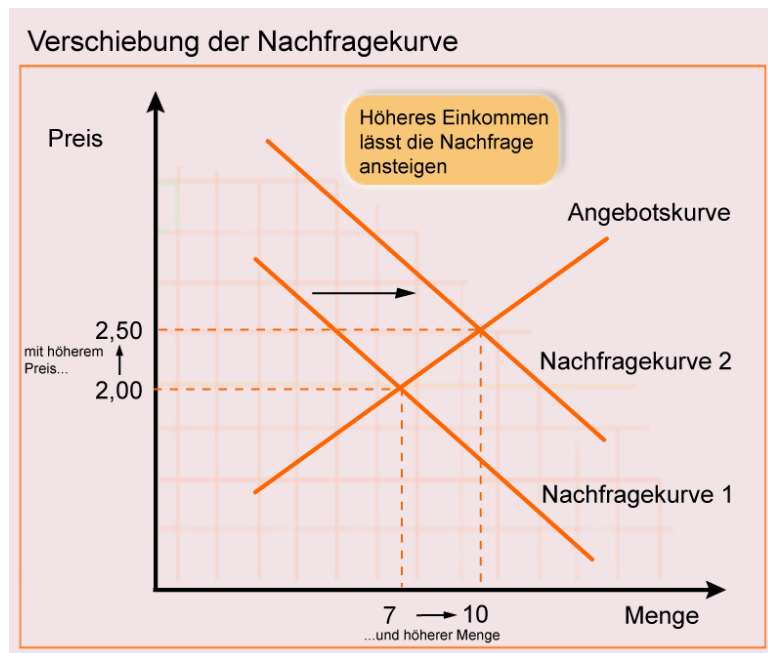 Verschiebung der Nachfragekurve
Preis
Höheres Einkommen
lässt die Nachfrage
ansteigen
Angebotskurve
2,50
mit höherem
Preis...
2,00
Nachfragekurve 2
Nachfragekurve 1
7
10
...und höherer Menge
Menge